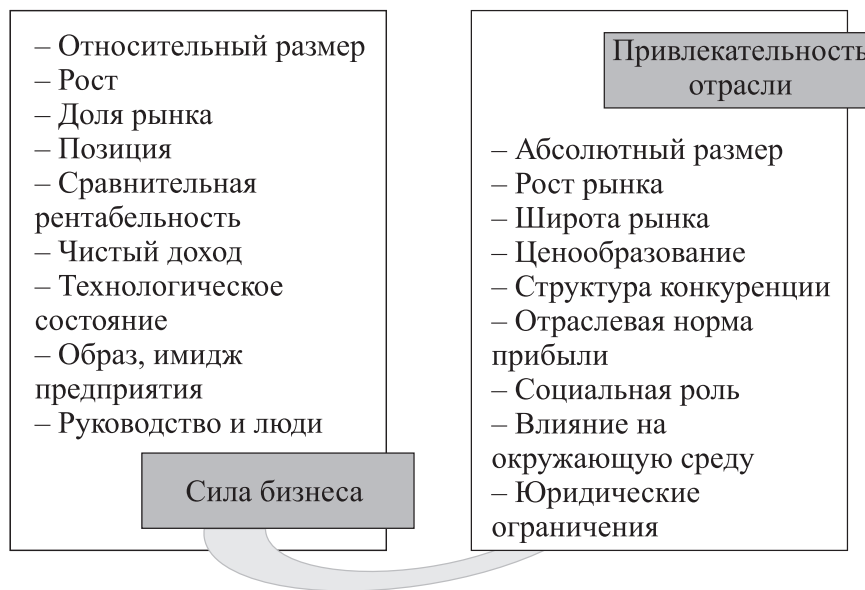 – Относительный размер
– Рост
– Доля рынка
– Позиция
– Сравнительная
рентабельность
– Чистый доход
– Технологическое
состояние
– Образ, имидж
предприятия
– Руководство и люди
Сила бизнеса
Привлекательность
отрасли
– Абсолютный размер
– Рост рынка
– Широта рынка
– Ценообразование
– Структура конкуренции
– Отраслевая норма
прибыли
– Социальная роль
– Влияние на
окружающую среду
– Юридические
ограничения